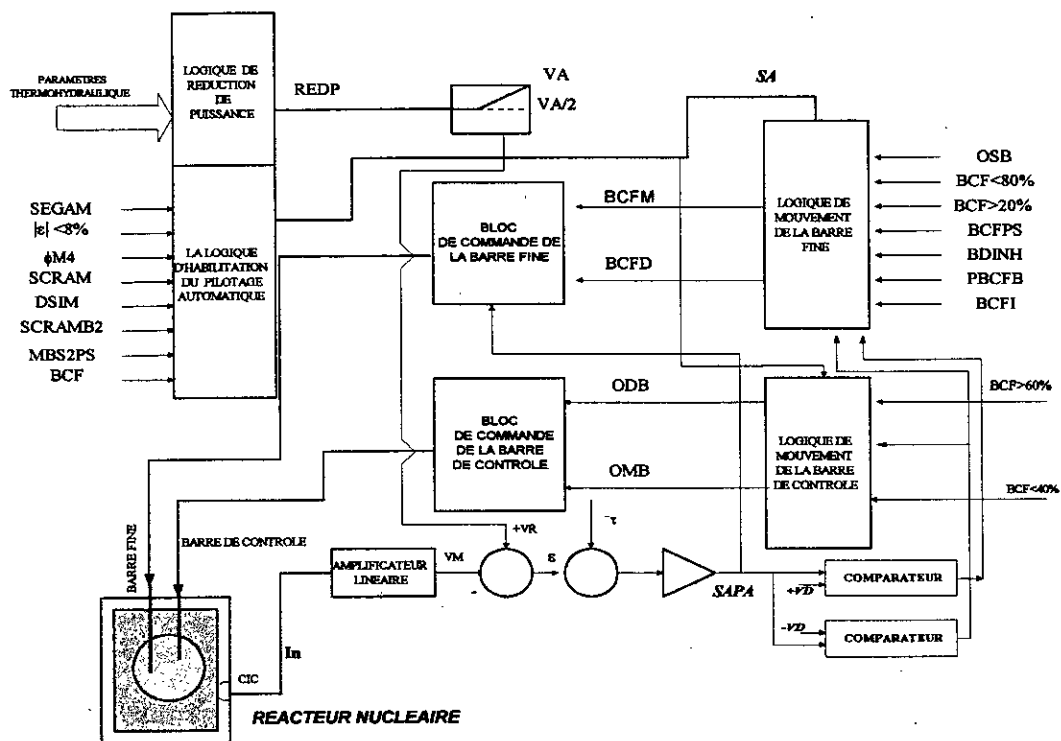 PARAMETRES
THERMOHYDRAULIQUE
LOGIQUE DE
REDUCTION
DE
PUISSANCE
REDP
VA
VA/2
SA
SEGAM
|ε| <8%
ϕM4
SCRAM
DSIM
SCRAMB2
MBS2PS
BCF
LA LOGIQUE
D'HABILITATION
DU PILOTAGE
AUTOMATIQUE
BCFM
BCFD
BLOC
DE COMMANDE DE
LA BARRE FINE
LOGIQUE DE
MOUVEMENT
DE LA BARRE
FINE
OSB
BCF<80%
BCF>20%
BCFPS
BDINH
PBCFB
BCFI
ODB
OMB
BLOC
DE COMMANDE
DE LA BARRE
DE CONTROLE
LOGIQUE DE
MOUVEMENT
DE LA BARRE
DE CONTROLE
BCF>60%
BCF<40%
BARRE FINE
BARRE DE CONTROLE
AMPLIFICATEUR
LINEAIRE
VM
+VR
ε
-τ
SAPA
+VD
COMPARATEUR
-VD
COMPARATEUR
In
CIC
REACTEUR NUCLEAIRE